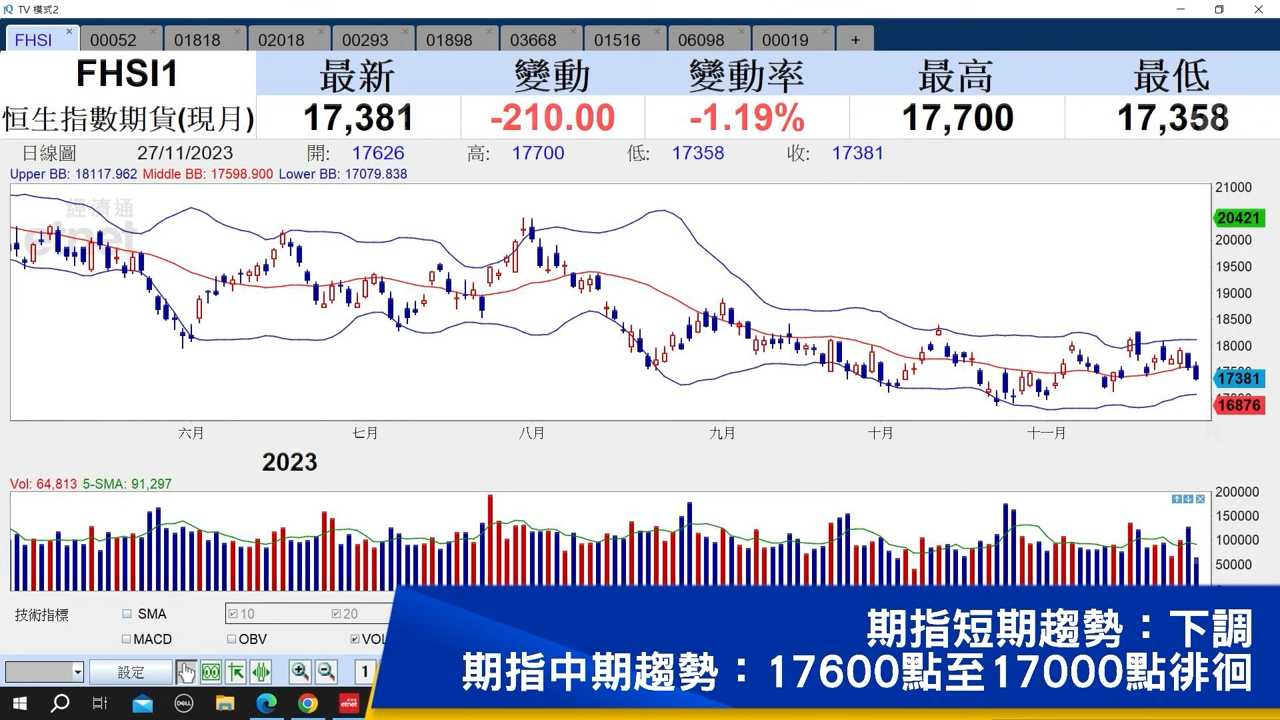 TV 模式2
FHSI 00052 01818 02018 00293 01898 03668 01516 06098 00019 +
FHSI1 最新 變動 變動率 最高 最低
恒生指數期貨(現月) 17,381 -210.00 -1.19% 17,700 17,358
日線圖 27/11/2023 開: 17626 高: 17700 低: 17358 收: 17381
Upper BB: 18117.962 Middle BB: 17598.900 Lower BB: 17079.838
經濟通
etnet
21000
20421
20000
19500
19000
18500
18000
17381
16876
六月 七月 八月 九月 十月 十一月
2023
Vol: 64,813 5-SMA: 91,297
200000
150000
100000
50000
技術指標 SMA 10 20
MACD OBV VOL
設定 1
期指短期趨勢：下調
期指中期趨勢：17600點至17000點徘徊
DELL
etnet